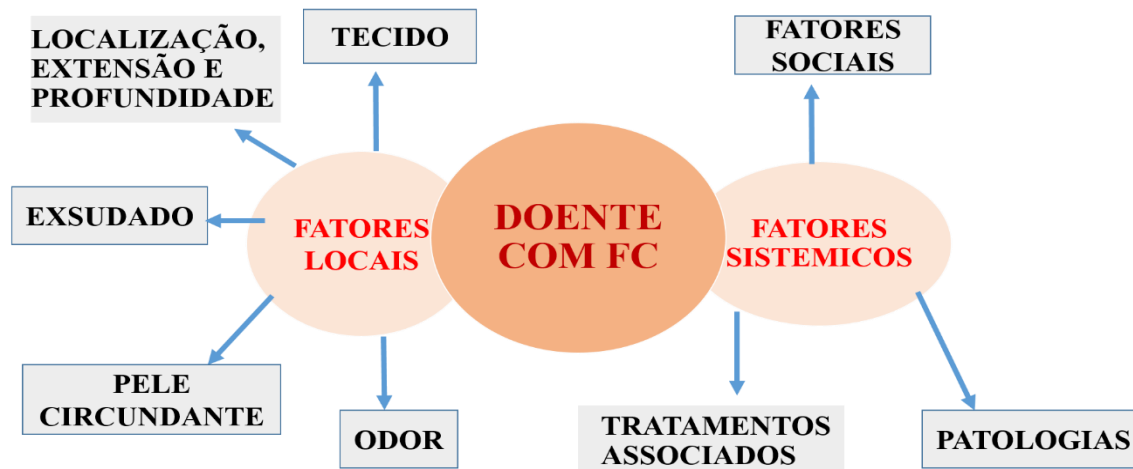 LOCALIZAÇÃO,
EXTENSÃO E
PROFUNDIDADE
TECIDO
FATORES
SOCIAIS
EXSUDADO
FATORES
LOCAIS
DOENTE
COM FC
FATORES
SISTEMICOS
PELE
CIRCUNDANTE
ODOR
TRATAMENTOS
ASSOCIADOS
PATOLOGIAS